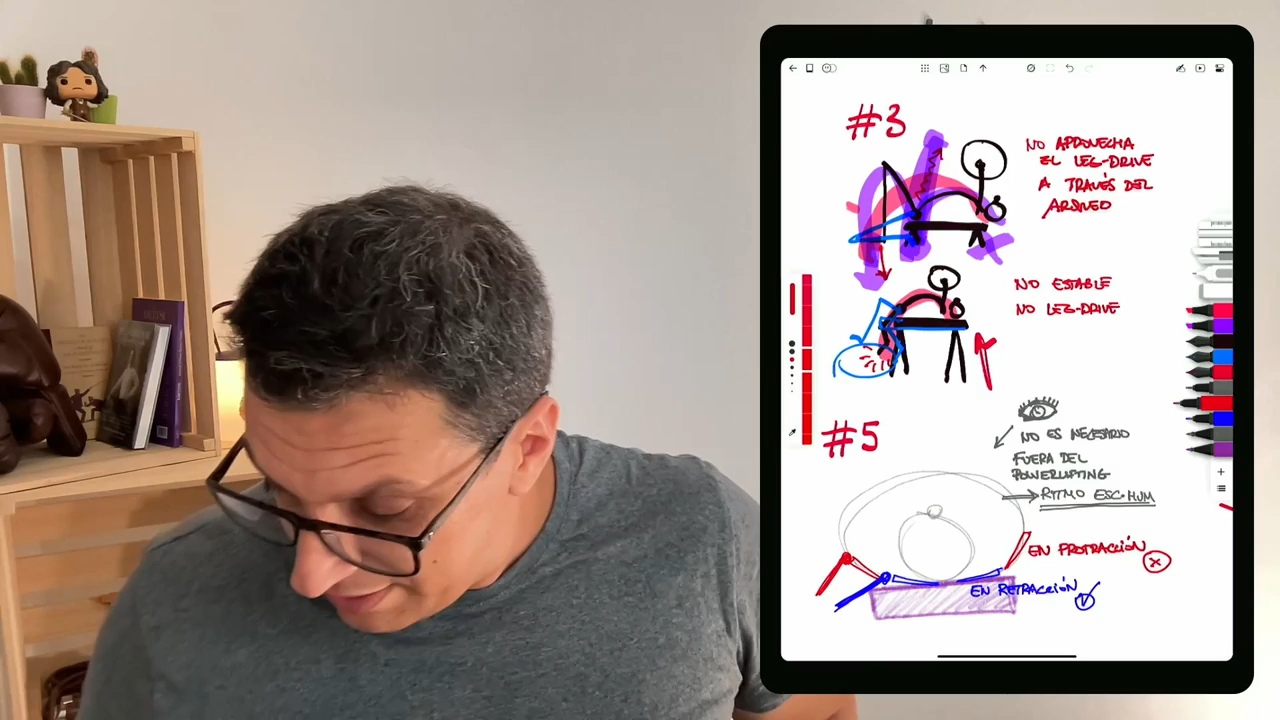 #3
NO APROVECHA
EL LEG-DRIVE
A TRAVÉS DEL
ARQUEO
NO ESTABLE
NO LEG-DRIVE
#5
NO ES NECESARIO
FUERA DEL
POWERLIFTING
RITMO ESC-HUM
EN PROTRACCIÓN
EN RETRACCIÓN